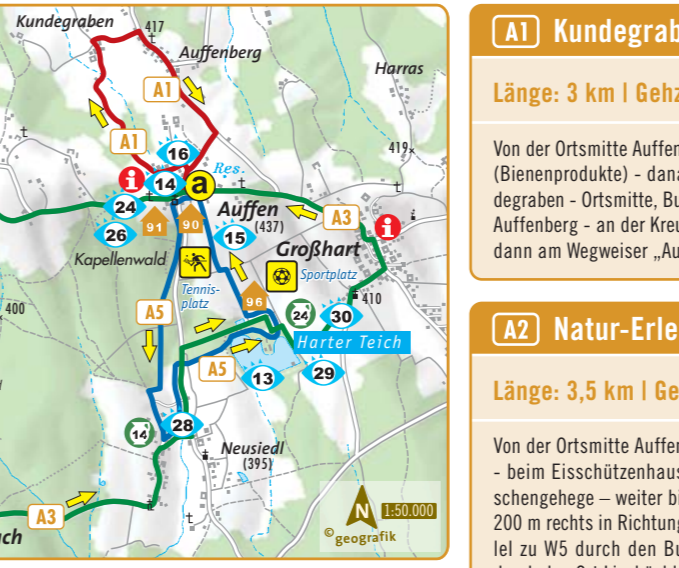 Kundegraben
417
Auffenberg
Harras
A1
A1
419
16
Res.
i
14
a
24
26
91
90
Auffen
(437)
15
A3
i
Großhart
Kapellenwald
Tennis-
platz
Sportplatz
96
410
400
A5
24
30
Harter Teich
A5
13
29
28
14
Neusiedl
(395)
A3
N
1:50.000
© geografik
A1 Kundegrab
Länge: 3 km I Gehz
Von der Ortsmitte Auffen
(Bienenprodukte) - dana
degraben - Ortsmitte, Bu
Auffenberg - an der Kreu
dann am Wegweiser „Au
A2 Natur-Erle
Länge: 3,5 km I Ge
Von der Ortsmitte Auffen
- beim Eisschützenhaus
schengehege – weiter bi
200 m rechts in Richtung
lel zu W5 durch den Bu